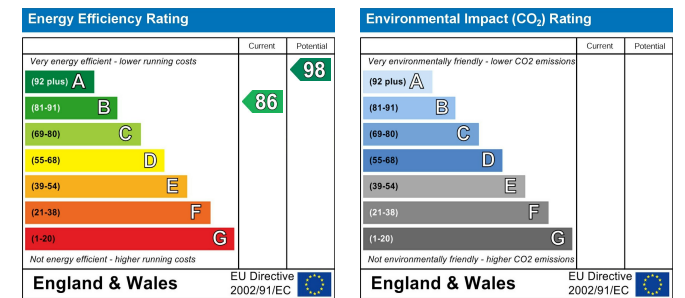 Energy Efficiency Rating
Current Potential
Very energy efficient - lower running costs
(92 plus) A
(81-91) B
(69-80) C
(55-68) D
(39-54) E
(21-38) F
(1-20) G
86
98
Not energy efficient - higher running costs
England & Wales
EU Directive
2002/91/EC
Environmental Impact (CO₂) Rating
Current Potential
Very environmentally friendly - lower CO2 emissions
(92 plus) A
(81-91) B
(69-80) C
(55-68) D
(39-54) E
(21-38) F
(1-20) G
Not environmentally friendly - higher CO2 emissions
England & Wales
EU Directive
2002/91/EC